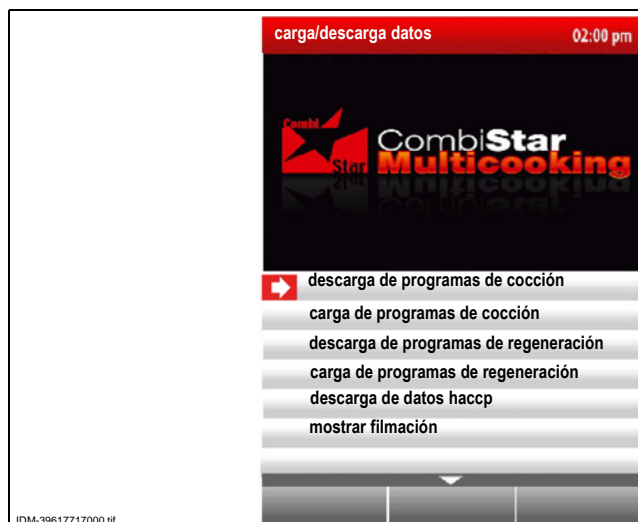 carga/descarga datos 02:00 pm
Combi
Star
CombiStar
Multicooking
descarga de programas de cocción
carga de programas de cocción
descarga de programas de regeneración
carga de programas de regeneración
descarga de datos haccp
mostrar filmación
IDM-39617717000.tif